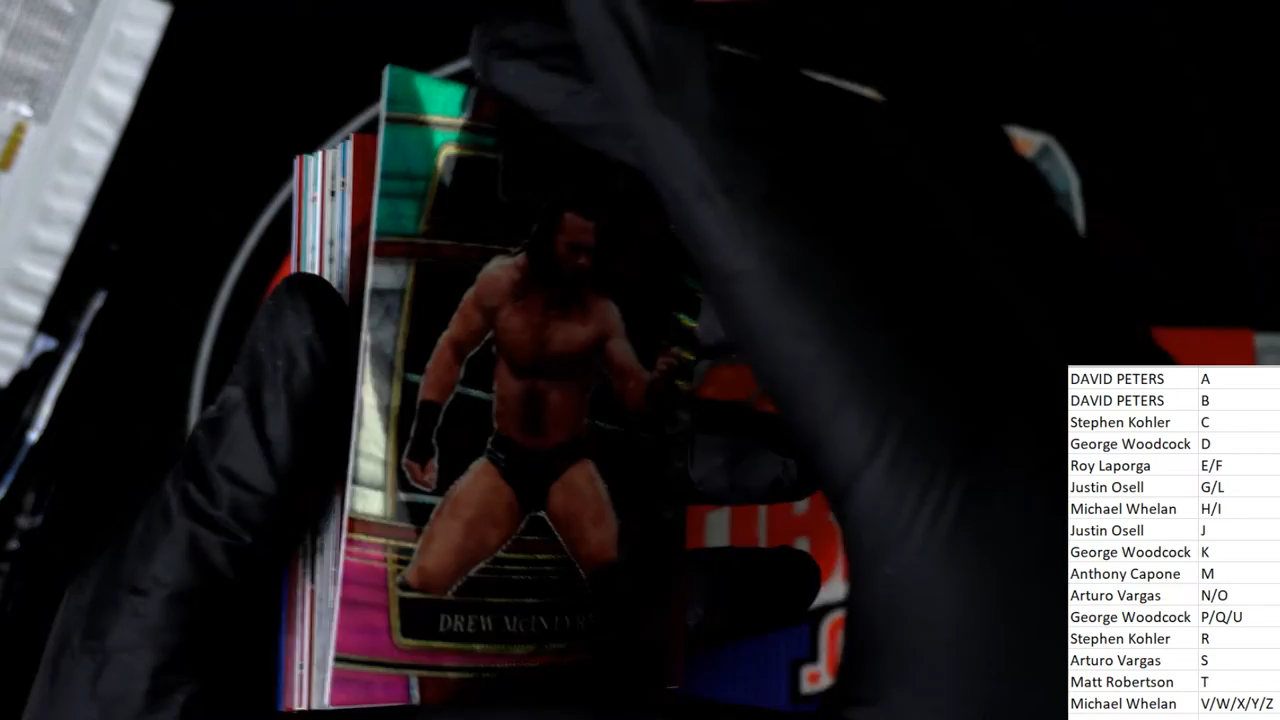 DREW McINTYRE
DAVID PETERS A
DAVID PETERS B
Stephen Kohler C
George Woodcock D
Roy Laporga E/F
Justin Osell G/L
Michael Whelan H/I
Justin Osell J
George Woodcock K
Anthony Capone M
Arturo Vargas N/O
George Woodcock P/Q/U
Stephen Kohler R
Arturo Vargas S
Matt Robertson T
Michael Whelan V/W/X/Y/Z